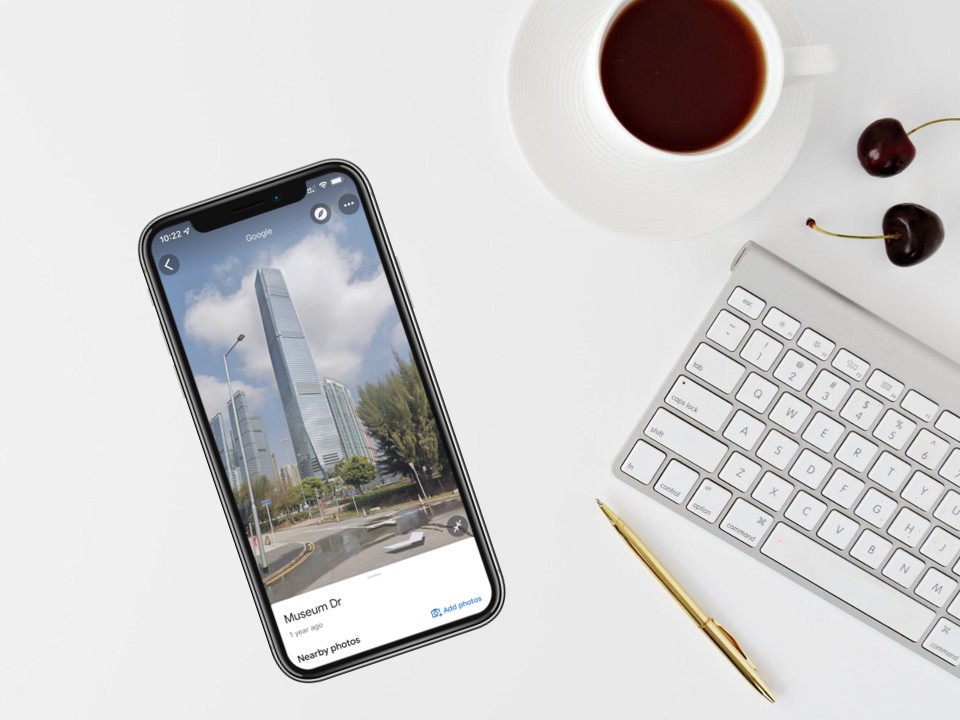 10:22
Google
Museum Dr
1 year ago
Add photos
Nearby photos
esc
~
!
1
@
2
#
3
$
4
%
5
^
6
tab
Q
W
E
R
T
Y
U
caps lock
A
S
D
F
G
H
J
shift
Z
X
C
V
B
N
M
fn
control
alt
option
⌘
command
⌘
command